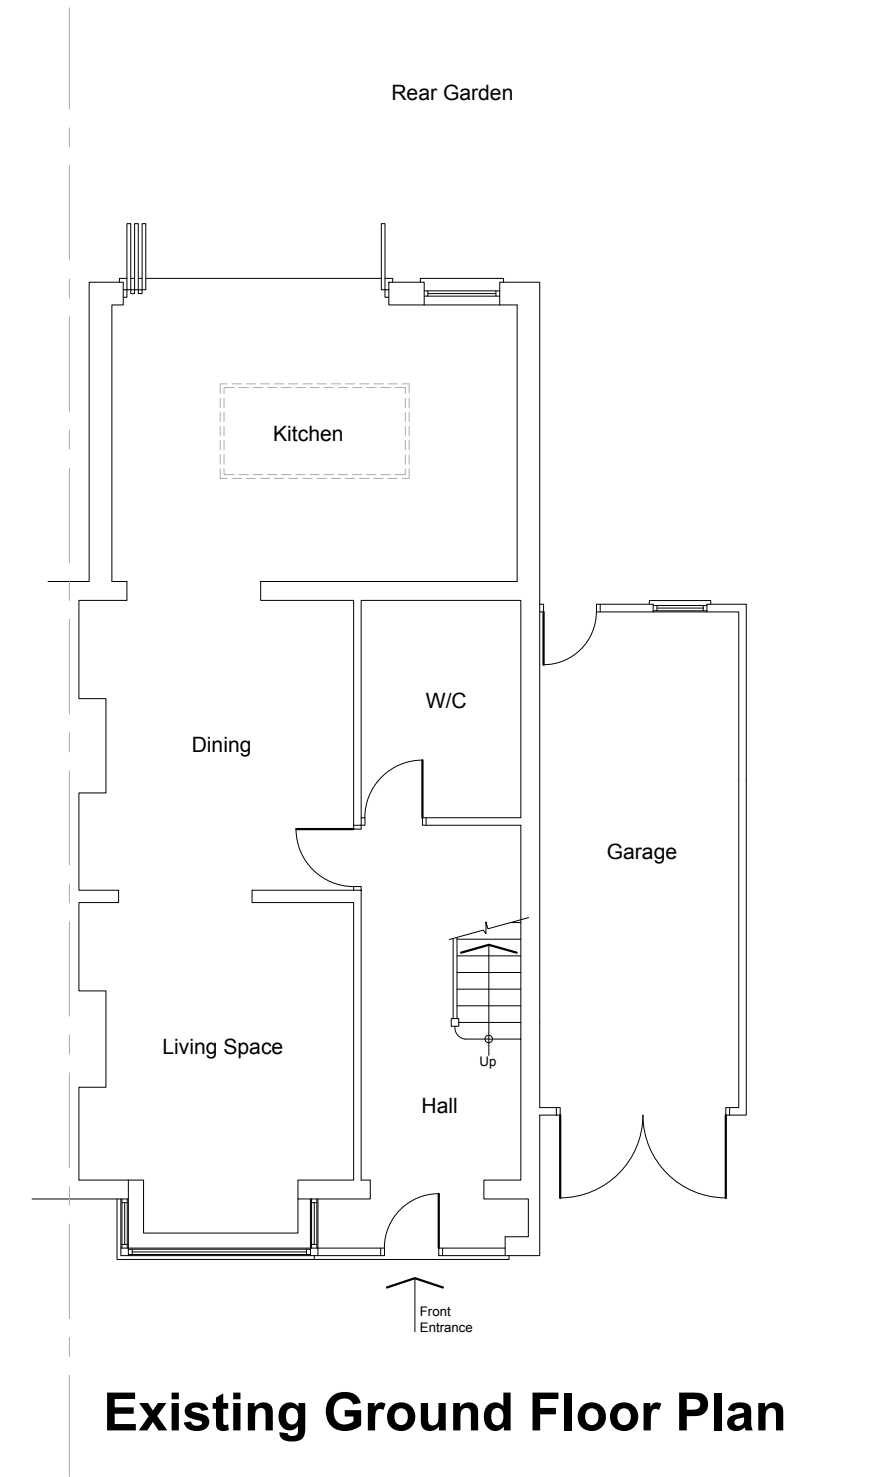 Rear Garden
Kitchen
W/C
Dining
Garage
Living Space
Up
Hall
Front
Entrance
Existing Ground Floor Plan